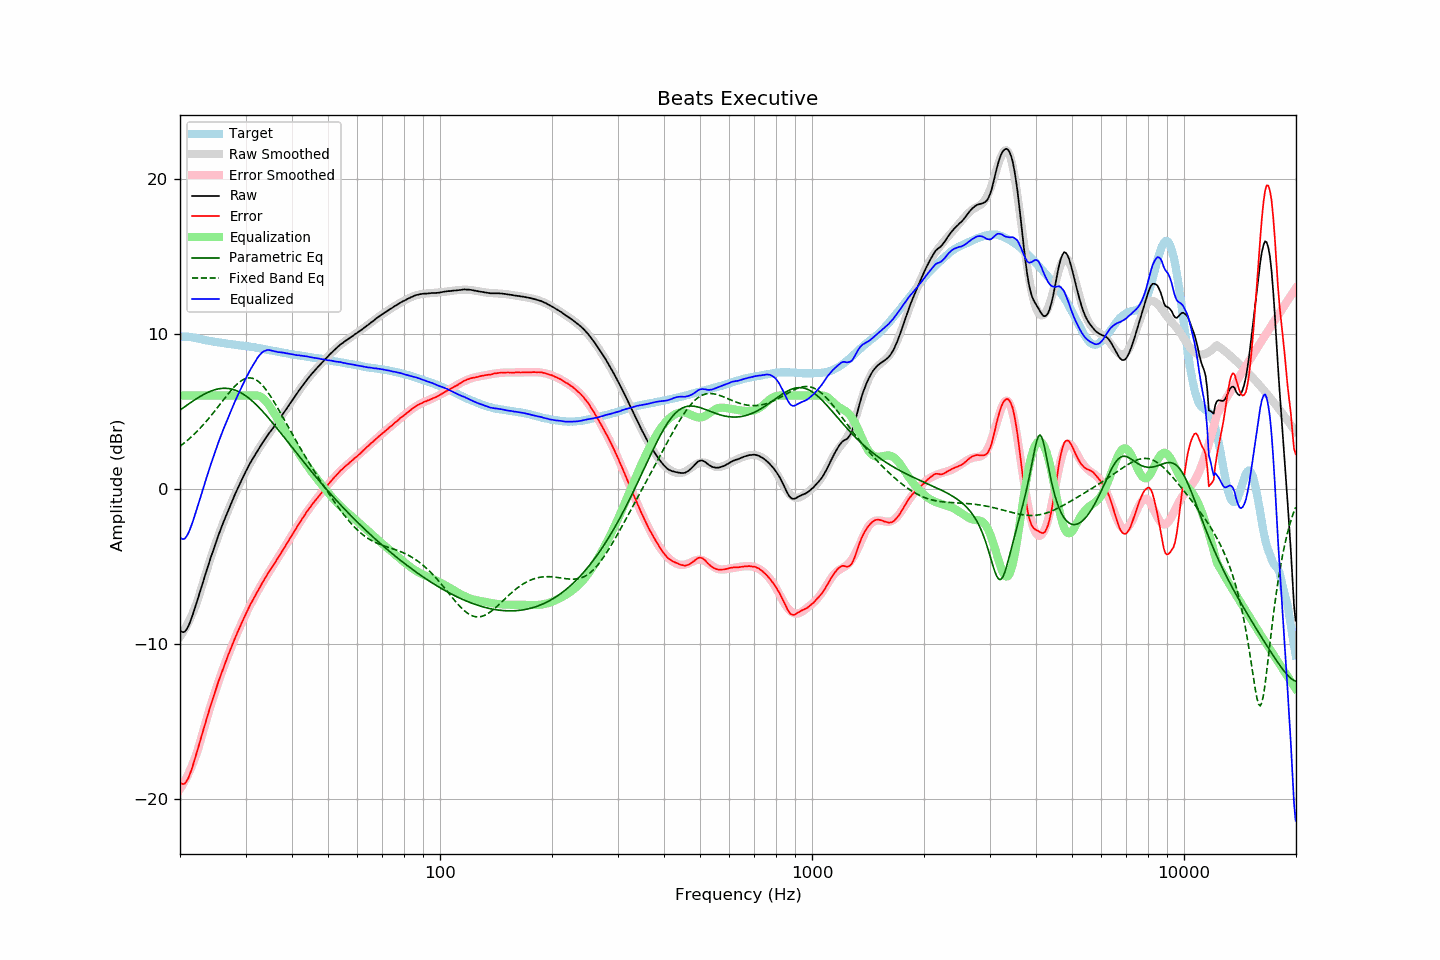 Beats Executive
Target
Raw Smoothed
Error Smoothed
Raw
Error
Equalization
Parametric Eq
Fixed Band Eq
Equalized
20
10
0
−10
−20
Amplitude (dBr)
100
1000
10000
Frequency (Hz)